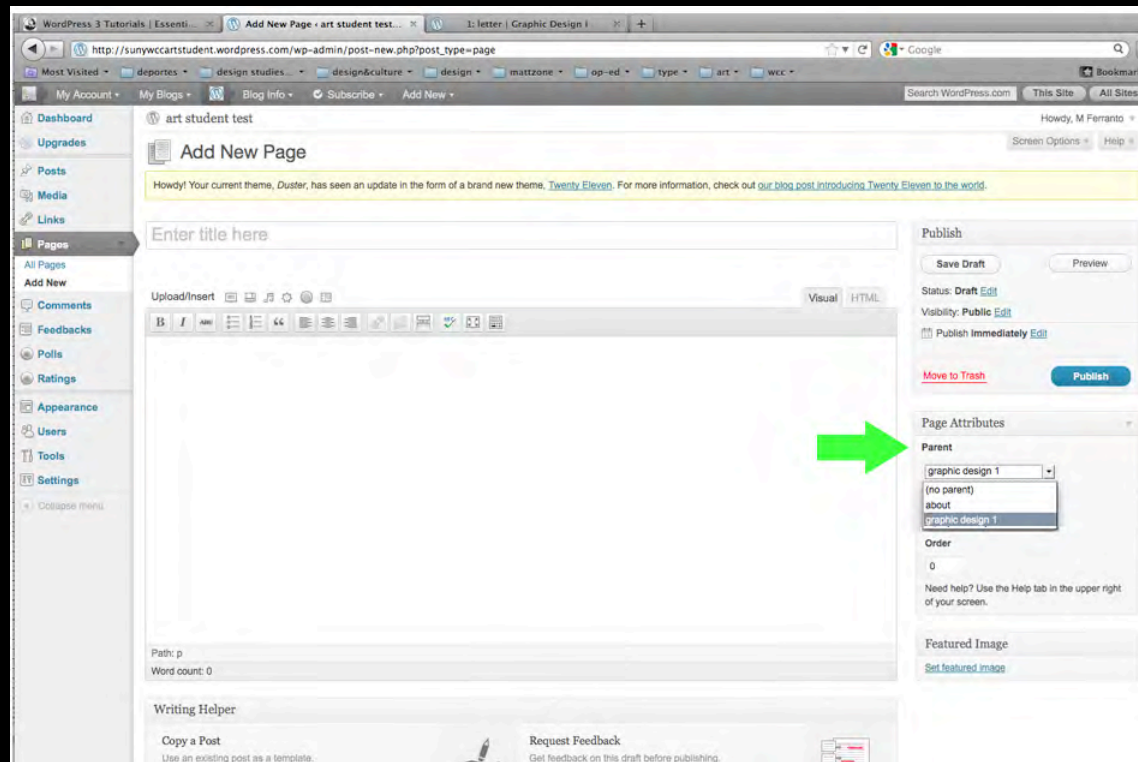 WordPress 3 Tutorials | Essenti...
Add New Page ‹ art student test...
1: letter | Graphic Design I
http://sunywccartstudent.wordpress.com/wp-admin/post-new.php?post_type=page
Google
Most Visited deportes design studies... design&culture design mattzone op-ed type art wcc Bookmar
My Account My Blogs Blog Info Subscribe Add New Search WordPress.com This Site All Sites
Dashboard
Upgrades
Posts
Media
Links
Pages
All Pages
Add New
Comments
Feedbacks
Polls
Ratings
Appearance
Users
Tools
Settings
Collapse menu
art student test
Howdy, M Ferranto
Screen Options Help
Add New Page
Howdy! Your current theme, Duster, has seen an update in the form of a brand new theme, Twenty Eleven. For more information, check out our blog post introducing Twenty Eleven to the world.
Enter title here
Upload/Insert
Visual HTML
B I ABC
Path: p
Word count: 0
Publish
Save Draft Preview
Status: Draft Edit
Visibility: Public Edit
Publish immediately Edit
Move to Trash Publish
Page Attributes
Parent
graphic design 1
(no parent)
about
graphic design 1
Order
0
Need help? Use the Help tab in the upper right
of your screen.
Featured Image
Set featured image
Writing Helper
Copy a Post
Use an existing post as a template.
Request Feedback
Get feedback on this draft before publishing.